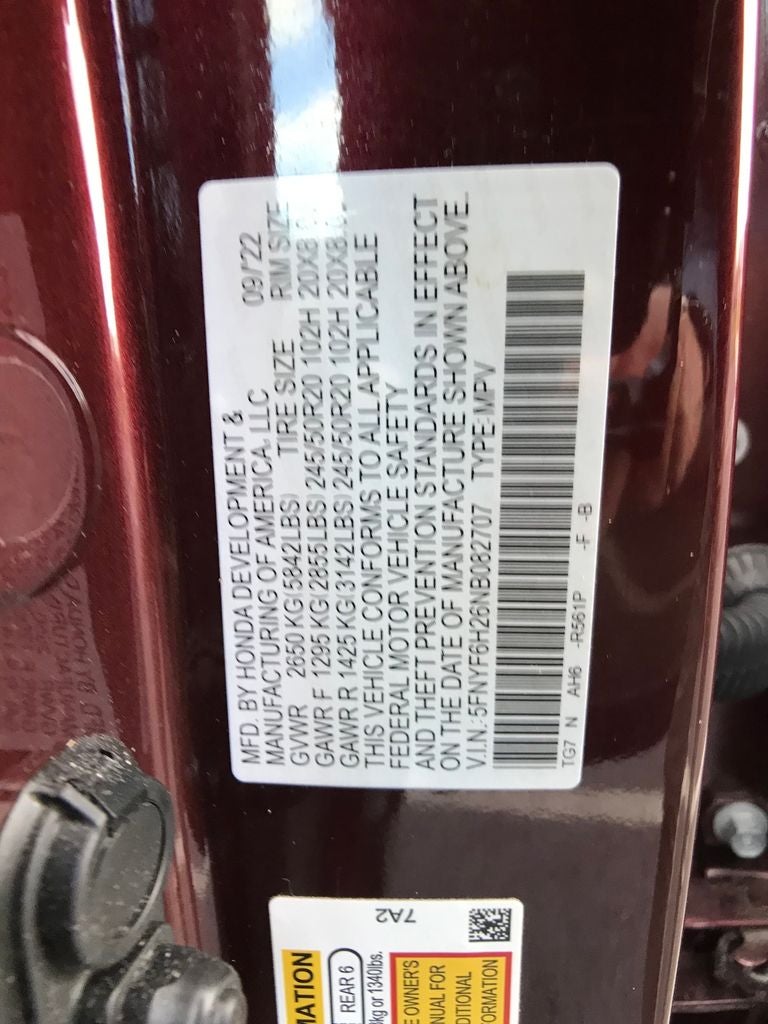 MFD. BY HONDA DEVELOPMENT &
MANUFACTURING OF AMERICA, LLC 09/'22
GVWR 2650 KG(5842LBS) TIRE SIZE RIM SIZE
GAWR F 1295 KG(2855LBS) 245/50R20 102H 20X8
GAWR R 1425 KG(3142LBS) 245/50R20 102H 20X8
THIS VEHICLE CONFORMS TO ALL APPLICABLE
FEDERAL MOTOR VEHICLE SAFETY
AND THEFT PREVENTION STANDARDS IN EFFECT
ON THE DATE OF MANUFACTURE SHOWN ABOVE.
V.I.N.: 5FNYF6H26NB082707 TYPE:MPV
TG7 N AH6 -R561P -F -B
7A2
MATION
REAR 6
kg or 1340lbs.
E OWNER'S
NUAL FOR
DITIONAL
ORMATION